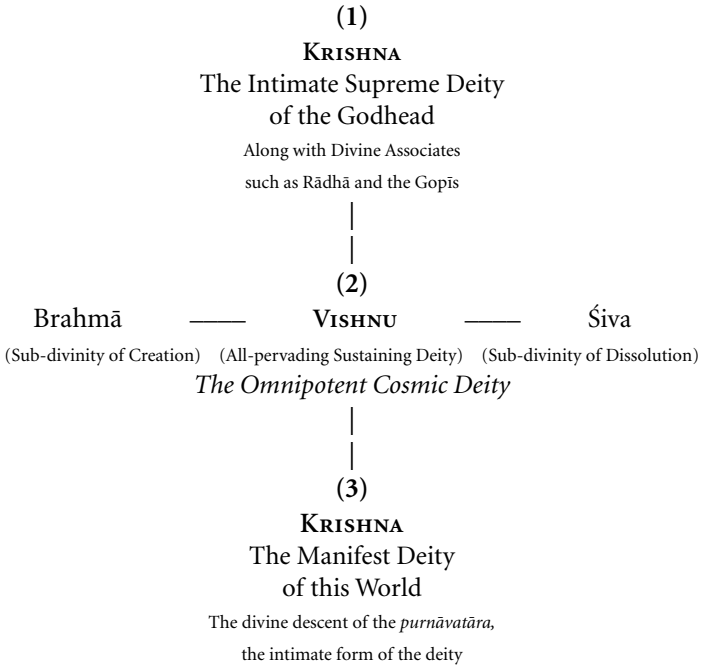 (1)
KRISHNA
The Intimate Supreme Deity
of the Godhead
Along with Divine Associates
such as Rādhā and the Gopīs
|
|
(2)
Brahmā —— VISHNU —— Śiva
(Sub-divinity of Creation) (All-pervading Sustaining Deity) (Sub-divinity of Dissolution)
The Omnipotent Cosmic Deity
|
|
(3)
KRISHNA
The Manifest Deity
of this World
The divine descent of the purnāvatāra,
the intimate form of the deity